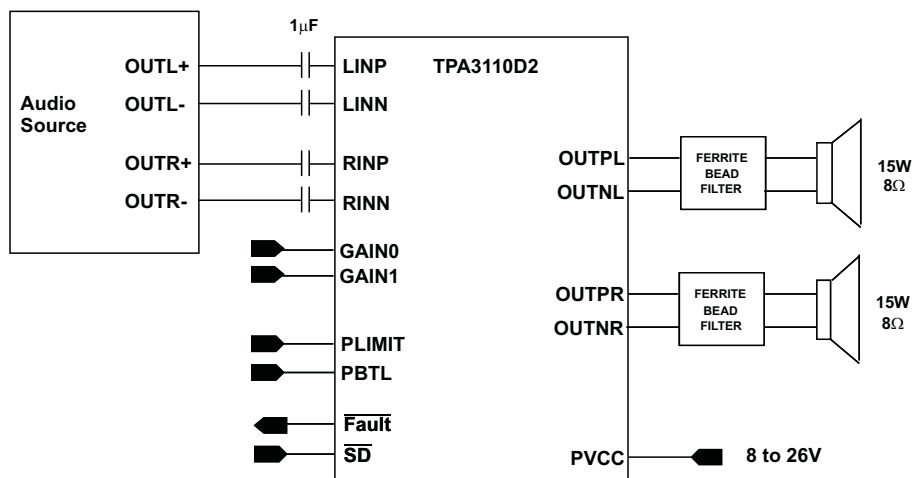 1μF
Audio
Source
OUTL+
OUTL-
OUTR+
OUTR-
TPA3110D2
LINP
LINN
RINP
RINN
GAIN0
GAIN1
PLIMIT
PBTL
Fault
SD
OUTPL
OUTNL
FERRITE
BEAD
FILTER
15W
8Ω
OUTPR
OUTNR
FERRITE
BEAD
FILTER
15W
8Ω
PVCC
8 to 26V